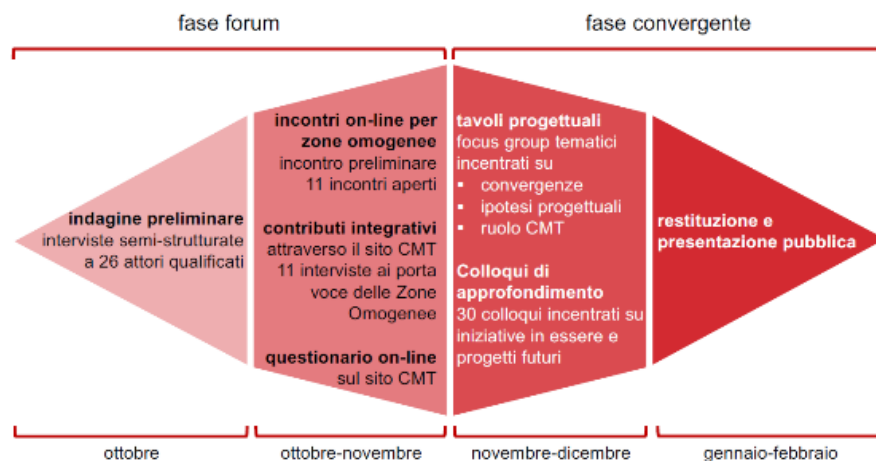 fase forum
fase convergente
indagine preliminare
interviste semi-strutturate
a 26 attori qualificati
incontri on-line per
zone omogenee
incontro preliminare
11 incontri aperti
contributi integrativi
attraverso il sito CMT
11 interviste ai porta
voce delle Zone
Omogenee
questionario on-line
sul sito CMT
tavoli progettuali
focus group tematici
incentrati su
▪ convergenze
▪ ipotesi progettuali
▪ ruolo CMT
Colloqui di
approfondimento
30 colloqui incentrati su
iniziative in essere e
progetti futuri
restituzione e
presentazione pubblica
ottobre
ottobre-novembre
novembre-dicembre
gennaio-febbraio